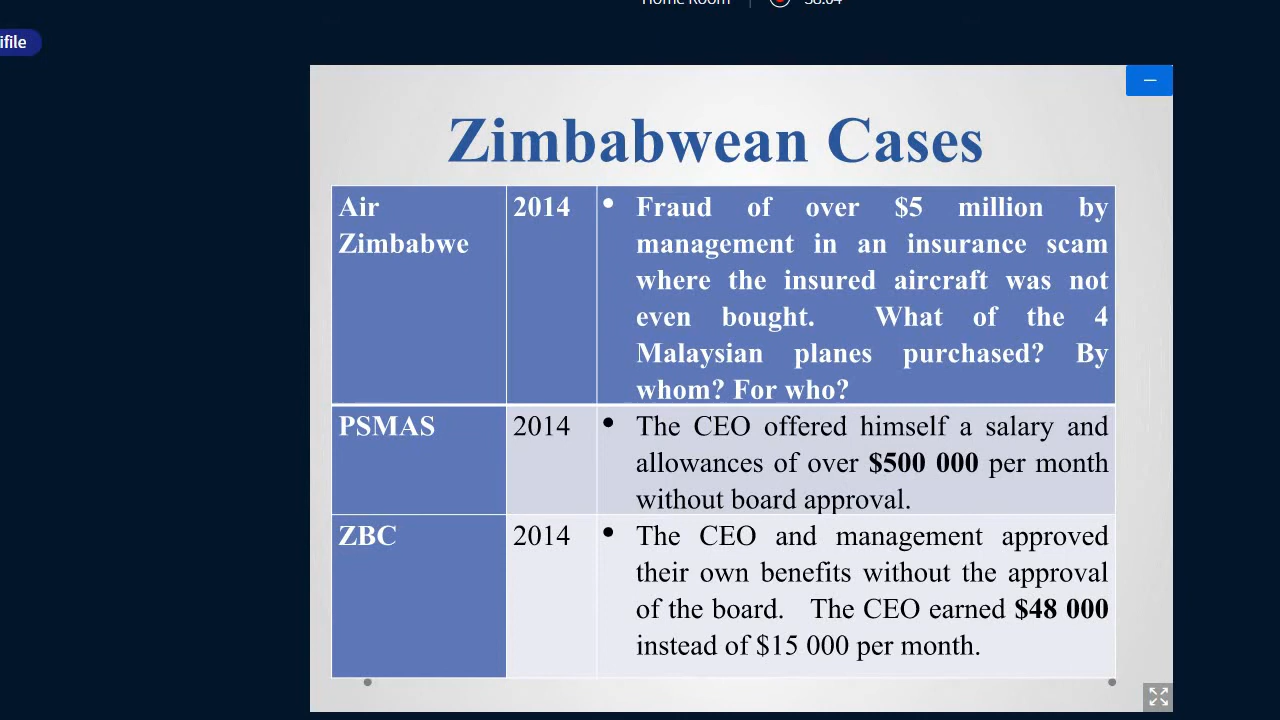 Home Room
38:04
ifile
Zimbabwean Cases
Air
Zimbabwe
2014
• Fraud of over $5 million by
management in an insurance scam
where the insured aircraft was not
even bought. What of the 4
Malaysian planes purchased? By
whom? For who?
PSMAS
2014
• The CEO offered himself a salary and
allowances of over $500 000 per month
without board approval.
ZBC
2014
• The CEO and management approved
their own benefits without the approval
of the board. The CEO earned $48 000
instead of $15 000 per month.